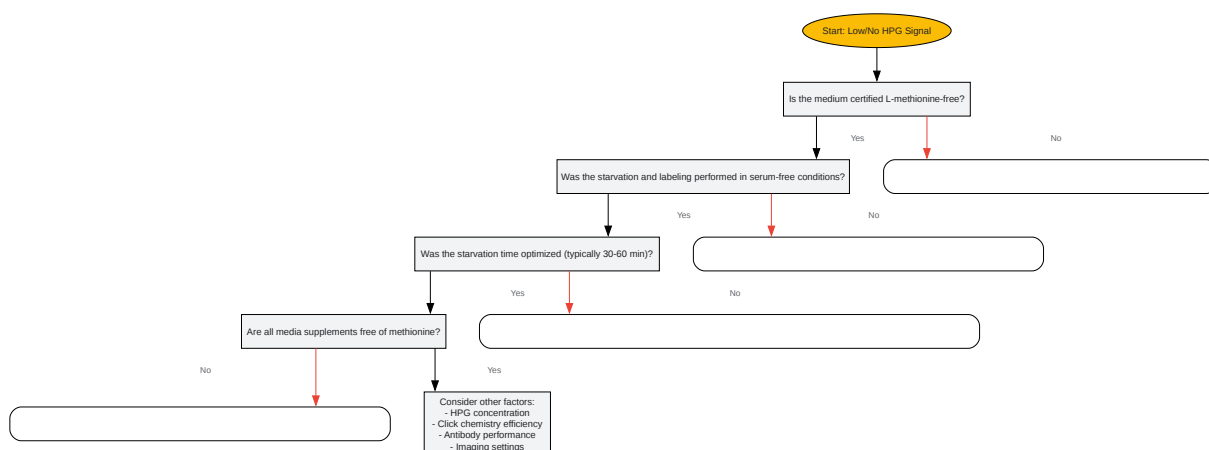 Start: Low/No HPG Signal
Is the medium certified L-methionine-free?
Yes
No
Was the starvation and labeling performed in serum-free conditions?
Yes
No
Was the starvation time optimized (typically 30-60 min)?
Yes
No
Are all media supplements free of methionine?
No
Yes
Consider other factors:
- HPG concentration
- Click chemistry efficiency
- Antibody performance
- Imaging settings